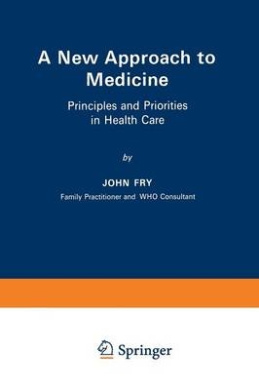 A New Approach to
Medicine
Principles and Priorities
in Health Care
by
JOHN FRY
Family Practitioner and WHO Consultant
Springer